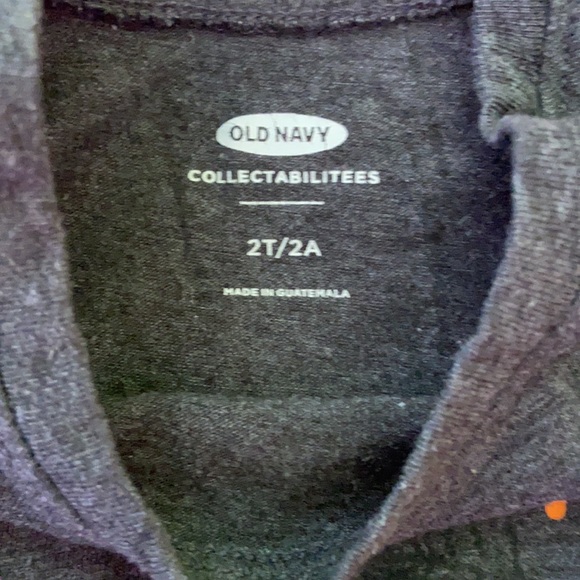 OLD NAVY
COLLECTABILITEES
2T/2A
MADE IN GUATEMALA